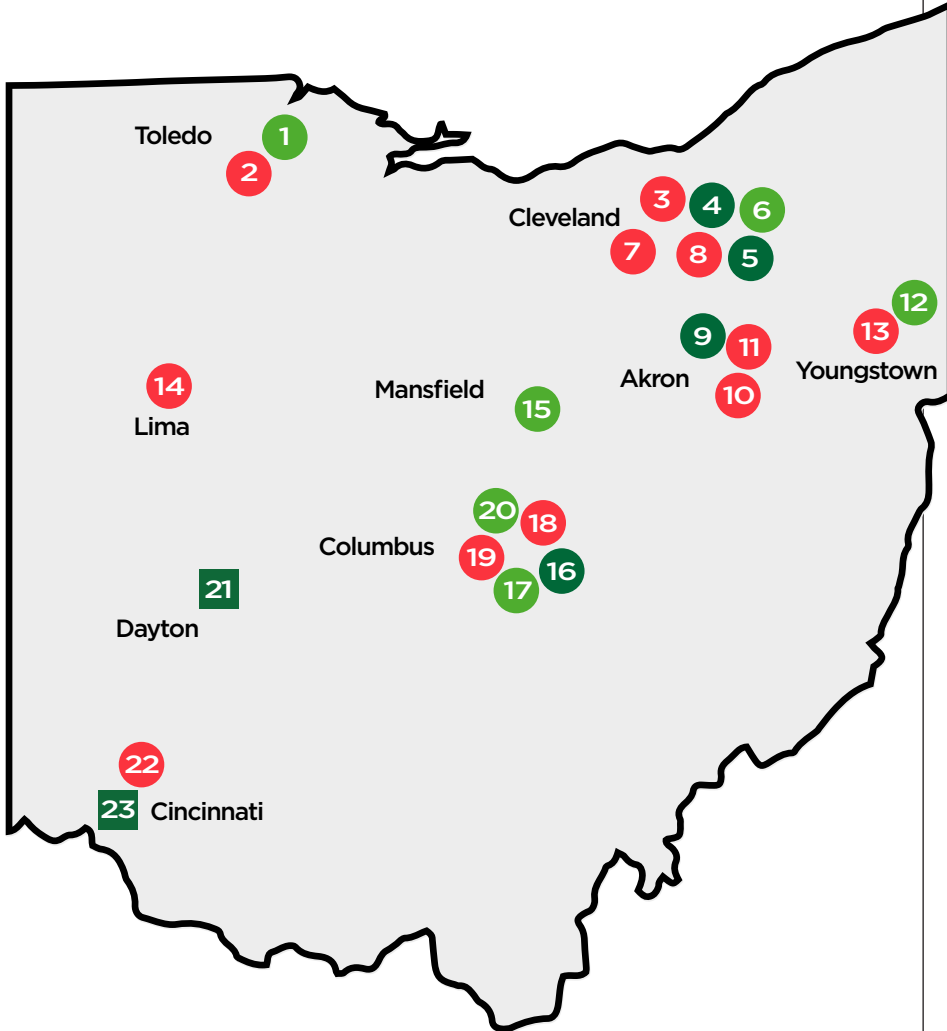 Toledo
1
2
3
4
6
Cleveland
7
8
5
12
9
11
13
Akron
Youngstown
10
14
Mansfield
15
Lima
20
18
Columbus
19
16
17
21
Dayton
22
23
Cincinnati